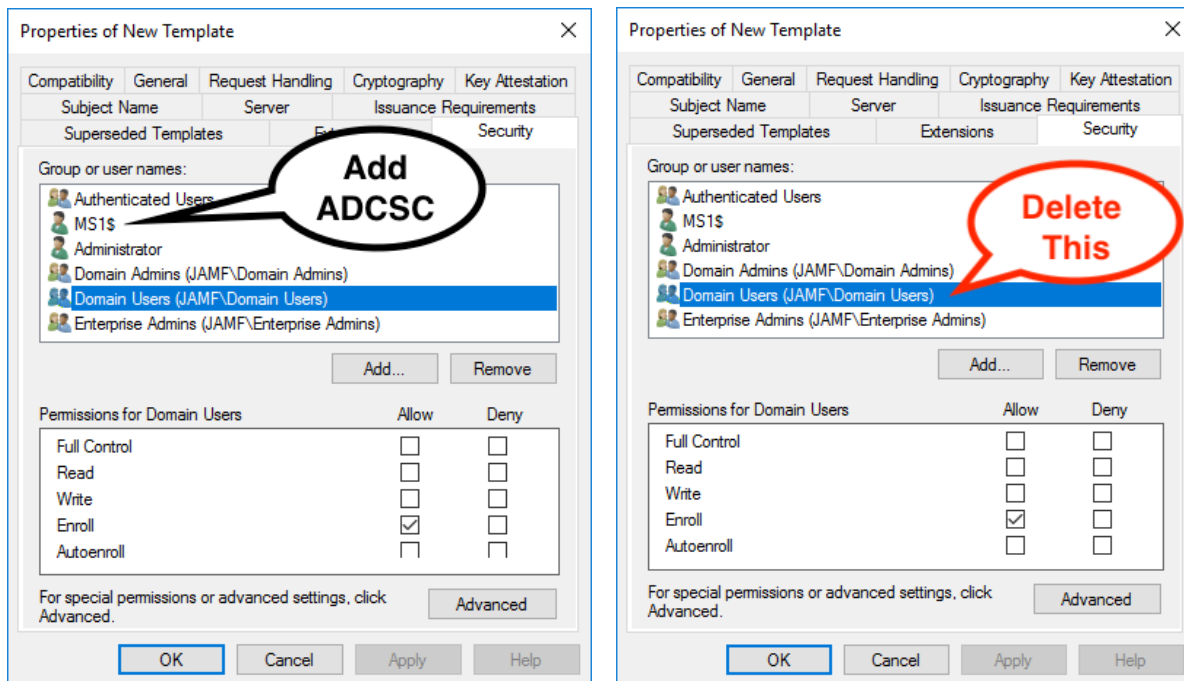 Properties of New Template
Compatibility General Request Handling Cryptography Key Attestation
Subject Name Server Issuance Requirements
Superseded Templates Security
Group or user names:
Add
ADCSC
Authenticated Users
MS1$
Administrator
Domain Admins (JAMF\Domain Admins)
Domain Users (JAMF\Domain Users)
Enterprise Admins (JAMF\Enterprise Admins)
Add... Remove
Permissions for Domain Users Allow Deny
Full Control
Read
Write
Enroll
Autoenroll
For special permissions or advanced settings, click
Advanced.
Advanced
OK Cancel Apply Help
Properties of New Template
Compatibility General Request Handling Cryptography Key Attestation
Subject Name Server Issuance Requirements
Superseded Templates Extensions Security
Group or user names:
Authenticated Users
MS1$
Administrator
Domain Admins (JAMF\Domain Admins)
Domain Users (JAMF\Domain Users)
Enterprise Admins (JAMF\Enterprise Admins)
Delete
This
Add... Remove
Permissions for Domain Users Allow Deny
Full Control
Read
Write
Enroll
Autoenroll
For special permissions or advanced settings, click
Advanced.
Advanced
OK Cancel Apply Help